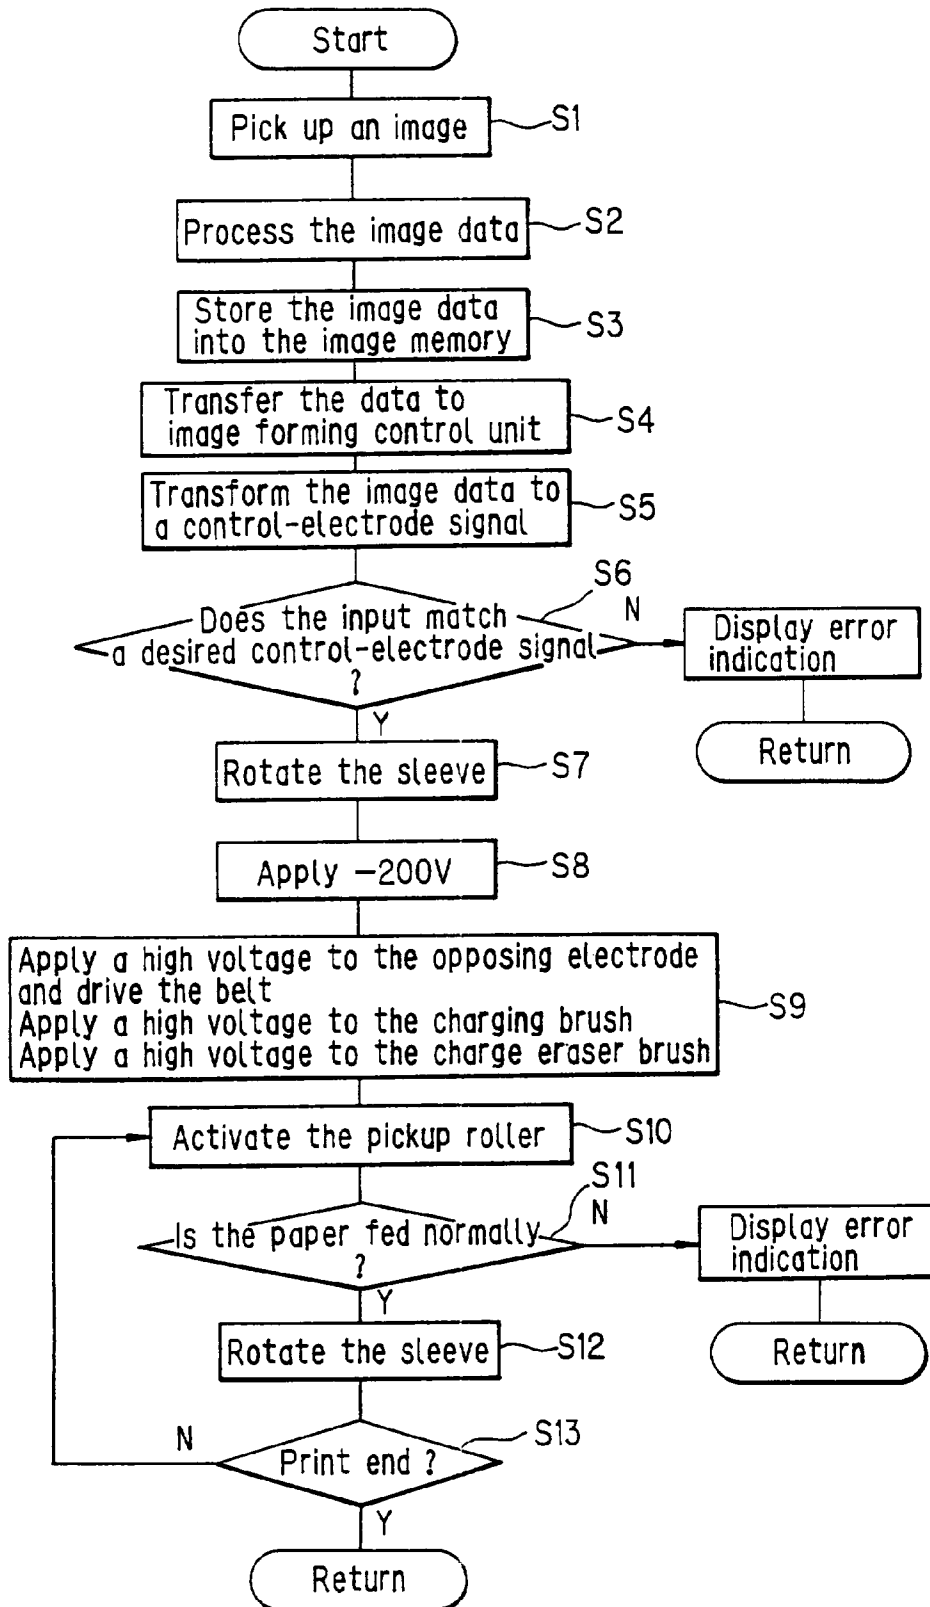 Start
Pick up an image
S1
Process the image data
S2
Store the image data
into the image memory
S3
Transfer the data to
image forming control unit
S4
Transform the image data to
a control-electrode signal
S5
S6
Does the input match
a desired control-electrode signal
?
N
Display error
indication
Return
Y
Rotate the sleeve
S7
Apply -200V
S8
Apply a high voltage to the opposing electrode
and drive the belt
Apply a high voltage to the charging brush
Apply a high voltage to the charge eraser brush
S9
Activate the pickup roller
S10
S11
Is the paper fed normally
?
N
Display error
indication
Return
Y
Rotate the sleeve
S12
S13
N
Print end ?
Y
Return